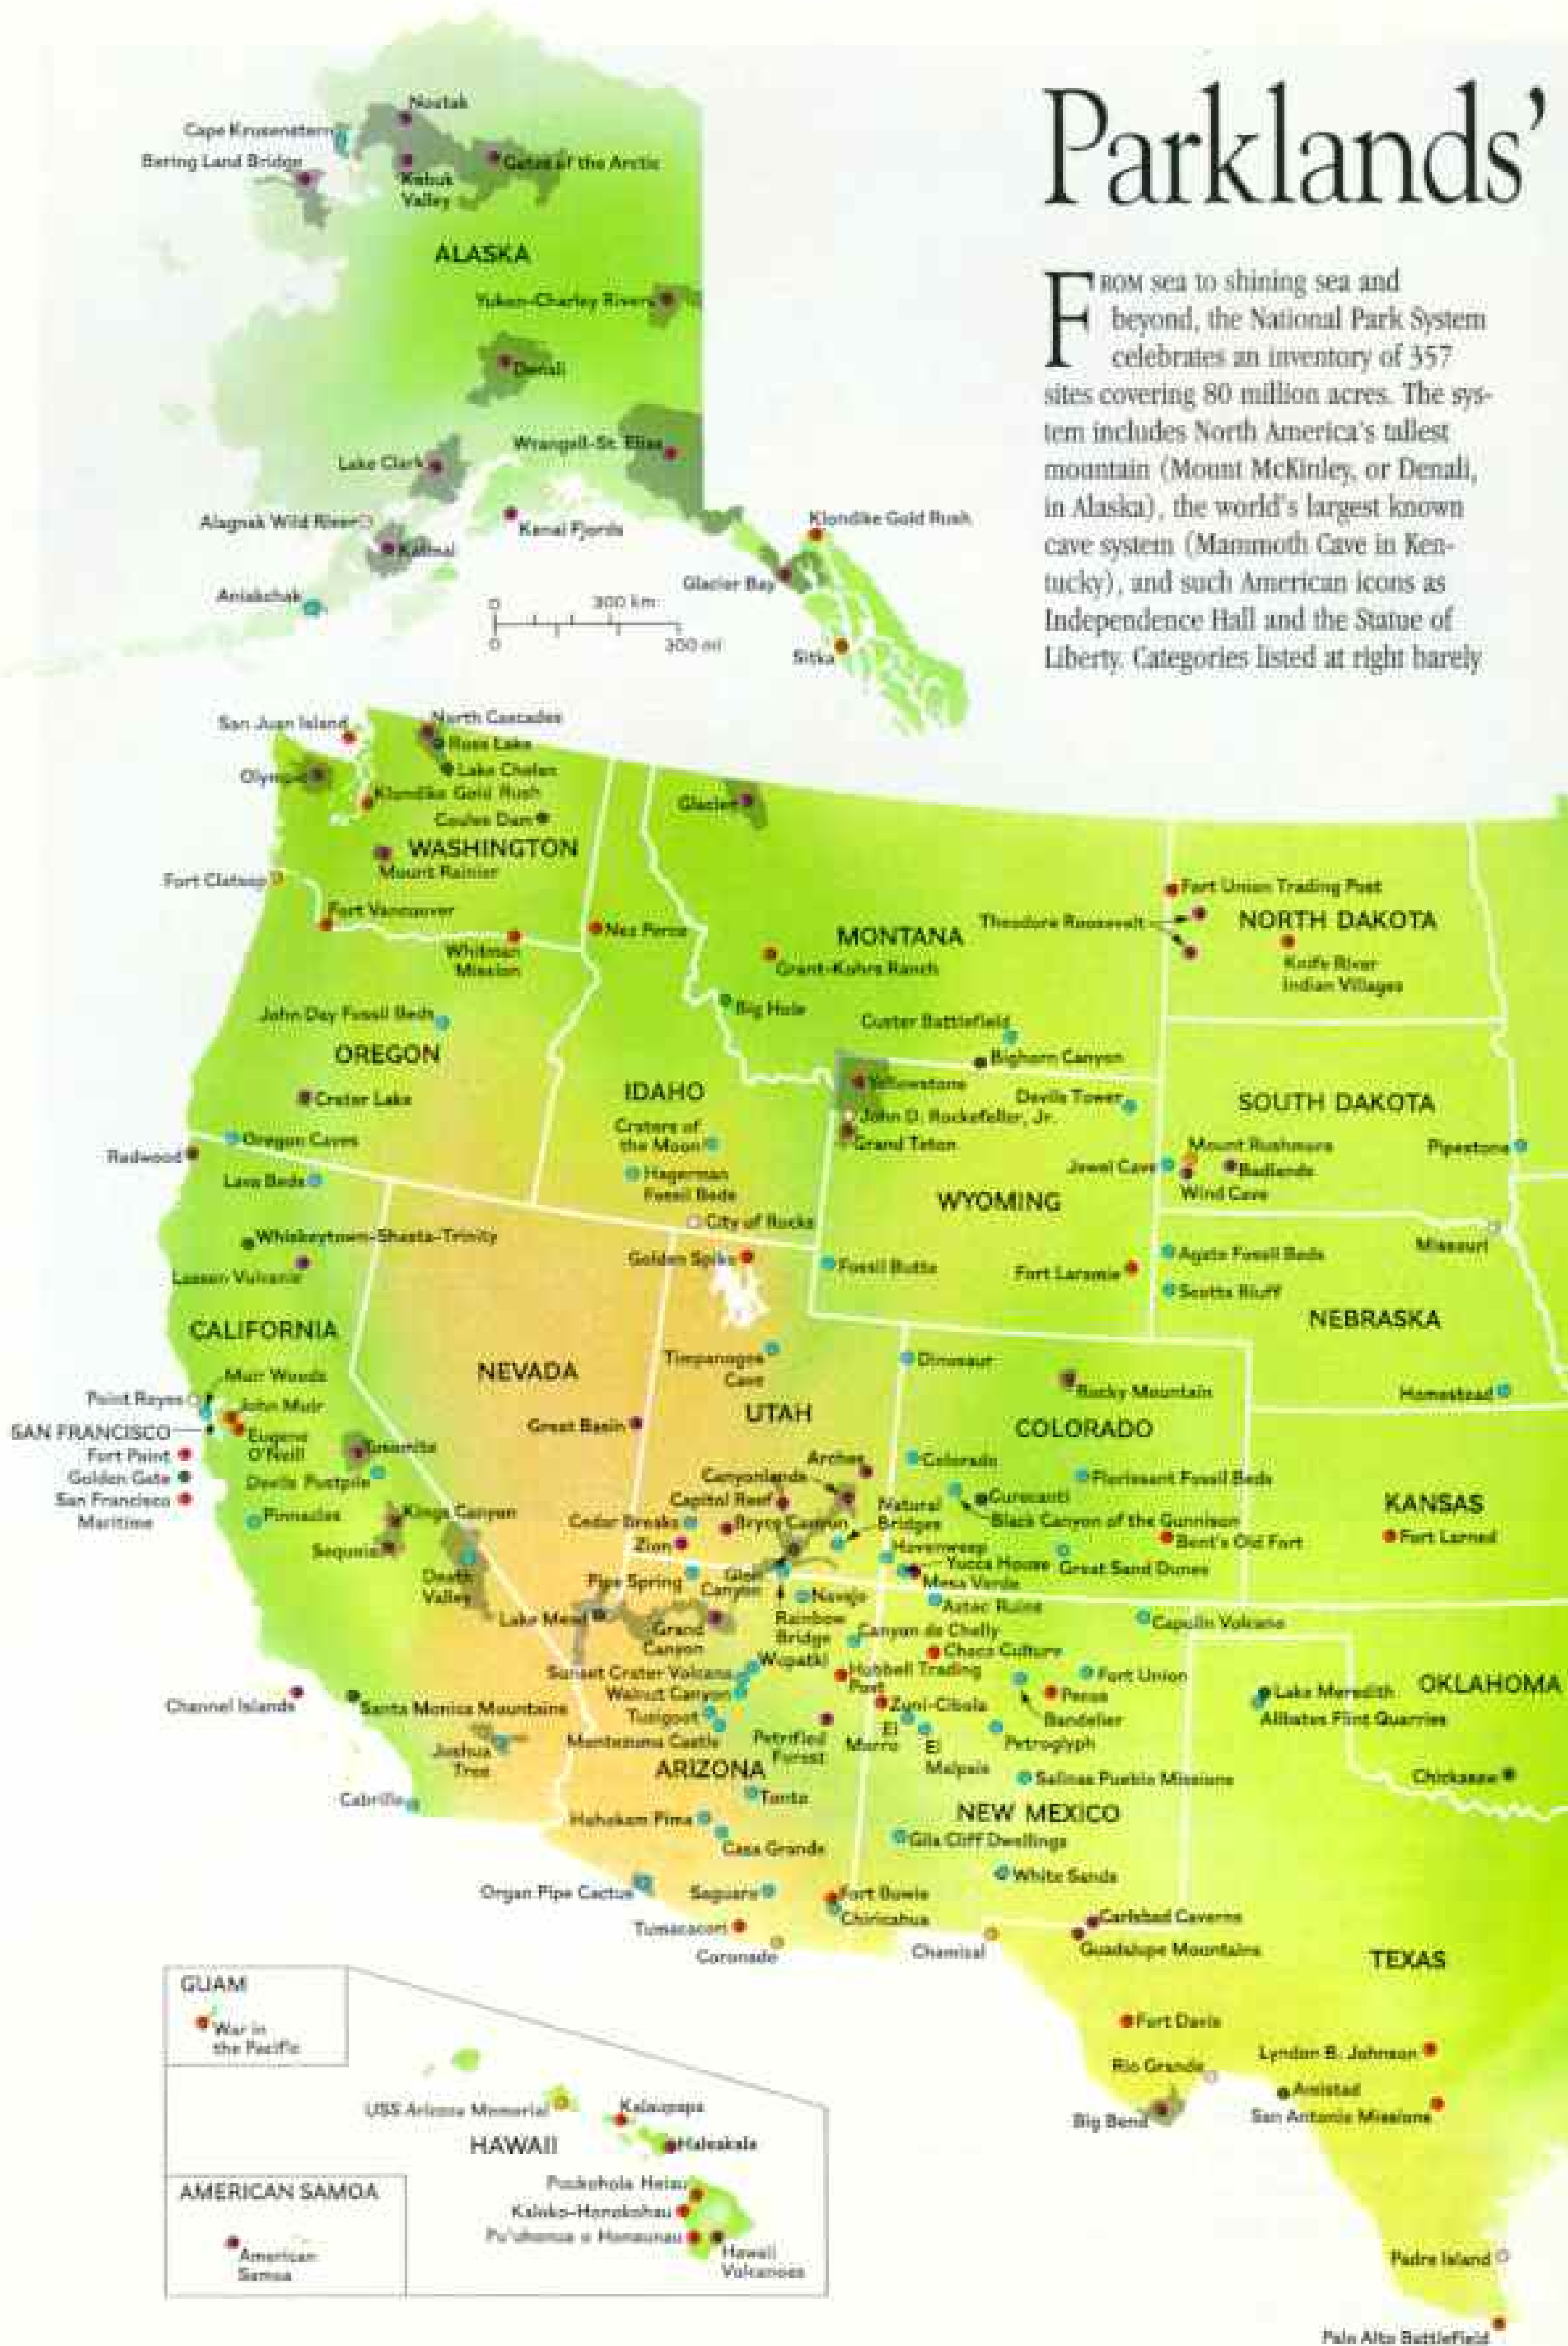 Parklands'
FROM sea to shining sea and
beyond, the National Park System
celebrates an inventory of 357
sites covering 80 million acres. The sys-
tem includes North America's tallest
mountain (Mount McKinley, or Denali,
in Alaska), the world's largest known
cave system (Mammoth Cave in Ken-
tucky), and such American icons as
Independence Hall and the Statue of
Liberty. Categories listed at right barely
Noatak
Cape Krusenstern
Bering Land Bridge
Gates of the Arctic
Kobuk
Valley
ALASKA
Yukon-Charley Rivers
Denali
Wrangell-St. Elias
Lake Clark
Alagnak Wild River
Kenai Fjords
Katmai
Klondike Gold Rush
Glacier Bay
Aniakchak
0 300 km
0 300 mi
Sitka
San Juan Island
North Cascades
Ross Lake
Lake Chelan
Olympic
Klondike Gold Rush
Coulee Dam
WASHINGTON
Mount Rainier
Fort Clatsop
Fort Vancouver
Whitman
Mission
Nez Perce
Glacier
MONTANA
Grant-Kohrs Ranch
Big Hole
Custer Battlefield
Bighorn Canyon
Fort Union Trading Post
Theodore Roosevelt
NORTH DAKOTA
Knife River
Indian Villages
John Day Fossil Beds
OREGON
Crater Lake
Oregon Caves
IDAHO
Craters of
the Moon
Hagerman
Fossil Beds
City of Rocks
Yellowstone
John D. Rockefeller, Jr.
Grand Teton
Devils Tower
WYOMING
Fossil Butte
Fort Laramie
SOUTH DAKOTA
Mount Rushmore
Jewel Cave
Badlands
Wind Cave
Pipestone
Missouri
Agate Fossil Beds
Scotts Bluff
NEBRASKA
Homestead
Redwood
Lava Beds
Whiskeytown-Shasta-Trinity
Lassen Volcanic
CALIFORNIA
Muir Woods
Point Reyes
John Muir
SAN FRANCISCO
Eugene
O'Neill
Fort Point
Golden Gate
San Francisco
Maritime
Yosemite
Devils Postpile
Pinnacles
Kings Canyon
Sequoia
Death
Valley
Channel Islands
Santa Monica Mountains
Joshua
Tree
Cabrillo
NEVADA
Great Basin
Lake Mead
Golden Spike
Timpanogos
Cave
UTAH
Arches
Canyonlands
Capitol Reef
Cedar Breaks
Bryce Canyon
Zion
Natural
Bridges
Pipe Spring
Glen
Canyon
Rainbow
Bridge
Dinosaur
Rocky Mountain
COLORADO
Colorado
Florissant Fossil Beds
Curecanti
Black Canyon of the Gunnison
Bent's Old Fort
Hovenweep
Yucca House
Great Sand Dunes
Mesa Verde
KANSAS
Fort Larned
Navajo
Aztec Ruins
Capulin Volcano
Grand
Canyon
Canyon de Chelly
Chaco Culture
Wupatki
Sunset Crater Volcano
Hubbell Trading
Post
Fort Union
Walnut Canyon
Zuni-Cibola
Pecos
Tuzigoot
Bandelier
Montezuma Castle
Petrified
Forest
El
Morro
El
Malpais
Petroglyph
ARIZONA
Salinas Pueblo Missions
Tonto
Hohokam Pima
Casa Grande
NEW MEXICO
Gila Cliff Dwellings
White Sands
Organ Pipe Cactus
Saguaro
Fort Bowie
Chiricahua
Tumacacori
Coronado
Chamizal
Carlsbad Caverns
Guadalupe Mountains
OKLAHOMA
Lake Meredith
Alibates Flint Quarries
Chickasaw
TEXAS
Fort Davis
Rio Grande
Lyndon B. Johnson
Amistad
San Antonio Missions
Big Bend
Padre Island
Palo Alto Battlefield
GUAM
War in
the Pacific
USS Arizona Memorial
Kalaupapa
HAWAII
Haleakala
Puukohola Heiau
Kaloko-Honokohau
Pu'uhonua o Honaunau
Hawaii
Volcanoes
AMERICAN SAMOA
American
Samoa